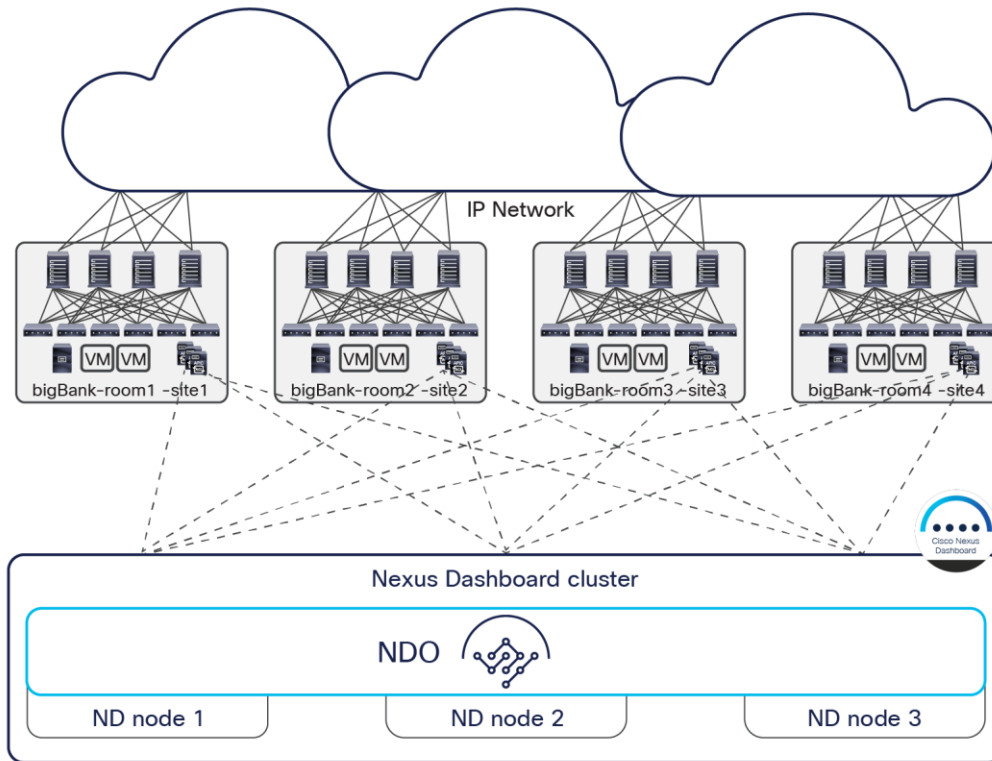 IP Network
VM VM
bigBank-room1 -site1
VM VM
bigBank-room2 -site2
VM VM
bigBank-room3 -site3
VM VM
bigBank-room4 -site4
Cisco Nexus
Dashboard
Nexus Dashboard cluster
NDO
ND node 1
ND node 2
ND node 3